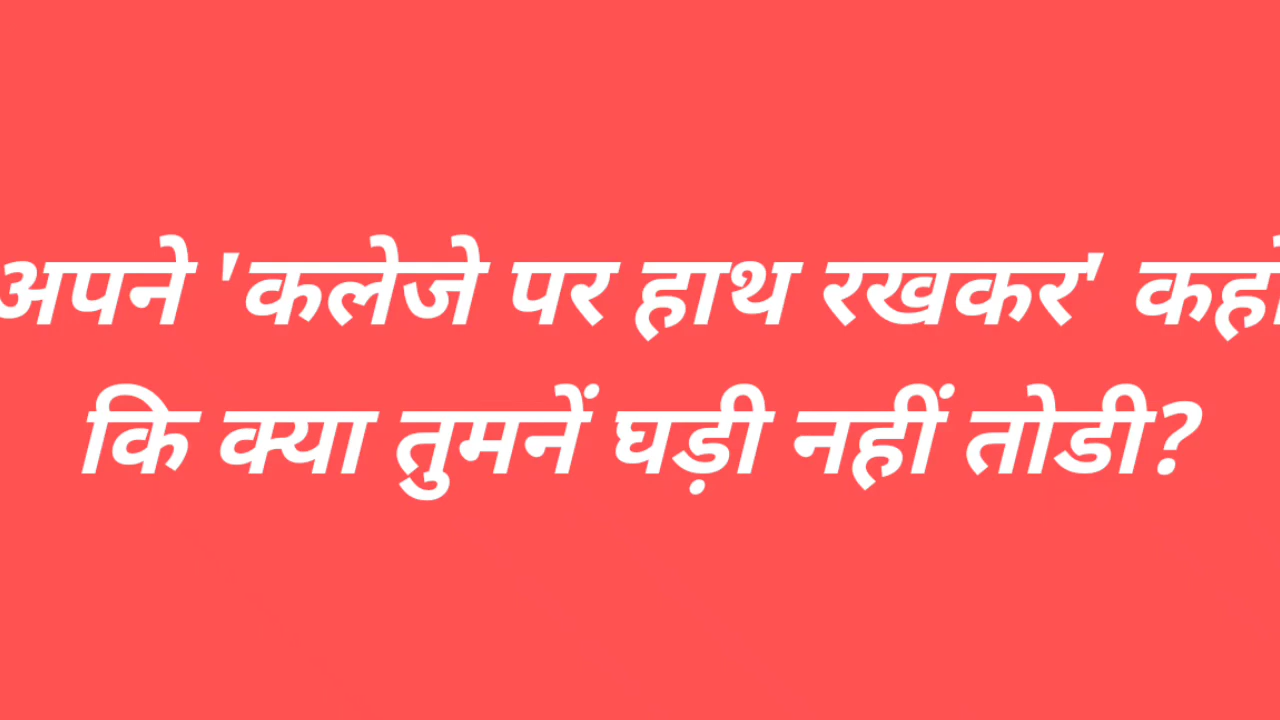 अपने 'कलेजे पर हाथ रखकर' कहो
कि क्या तुमनें घड़ी नहीं तोडी?